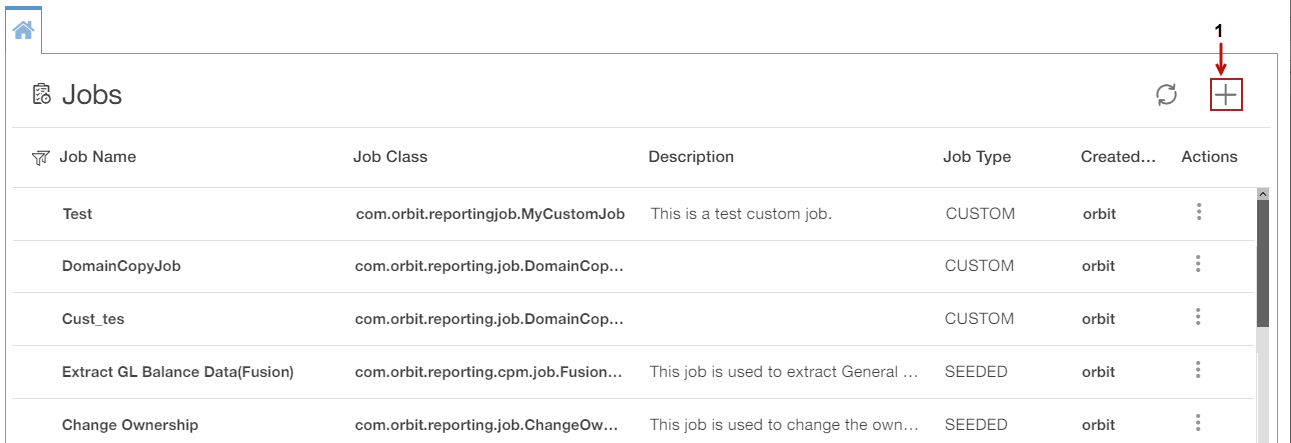 1
Jobs
Job Name Job Class Description Job Type Created... Actions
Test com.orbit.reportingjob.MyCustomJob This is a test custom job. CUSTOM orbit
DomainCopyJob com.orbit.reporting.job.DomainCop... CUSTOM orbit
Cust_tes com.orbit.reporting.job.DomainCop... CUSTOM orbit
Extract GL Balance Data(Fusion) com.orbit.reporting.cpm.job.Fusion... This job is used to extract General ... SEEDED orbit
Change Ownership com.orbit.reporting.job.ChangeOw... This job is used to change the own... SEEDED orbit